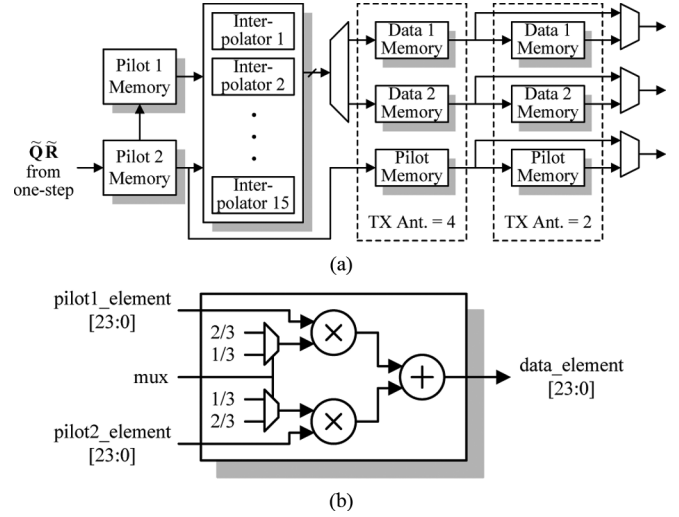 Inter-
polator 1
Inter-
polator 2
Inter-
polator 15
Pilot 1
Memory
Pilot 2
Memory
Q̃ R̃
from
one-step
Data 1
Memory
Data 2
Memory
Pilot
Memory
TX Ant. = 4
Data 1
Memory
Data 2
Memory
Pilot
Memory
TX Ant. = 2
(a)
pilot1_element
[23:0]
2/3
1/3
mux
1/3
2/3
pilot2_element
[23:0]
×
×
+
data_element
[23:0]
(b)